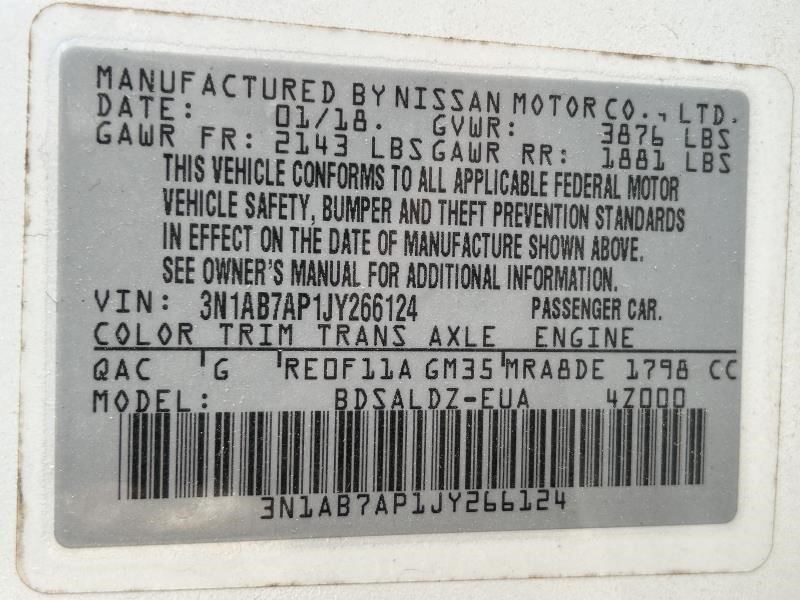 MANUFACTURED BY NISSAN MOTOR CO., LTD.
DATE: 01/18. GVWR: 3876 LBS
GAWR FR: 2143 LBS GAWR RR: 1881 LBS
THIS VEHICLE CONFORMS TO ALL APPLICABLE FEDERAL MOTOR
VEHICLE SAFETY, BUMPER AND THEFT PREVENTION STANDARDS
IN EFFECT ON THE DATE OF MANUFACTURE SHOWN ABOVE.
SEE OWNER'S MANUAL FOR ADDITIONAL INFORMATION.
VIN: 3N1AB7AP1JY266124 PASSENGER CAR.
COLOR TRIM TRANS AXLE ENGINE
QAC G RE0F11A GM35 MRA8DE 1798 CC
MODEL: BDSALDZ-EUA 4Z000
3N1AB7AP1JY266124